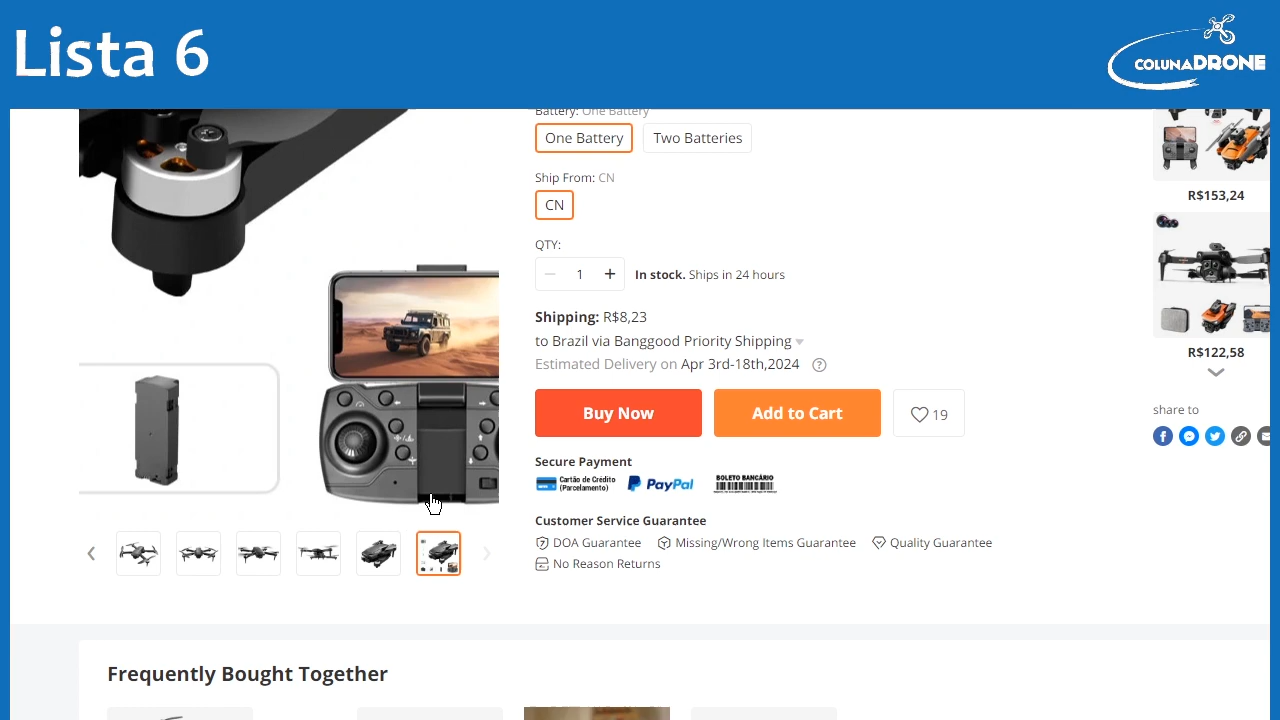 Lista 6
COLUNADRONE
Battery: One Battery
One Battery
Two Batteries
Ship From: CN
CN
QTY:
1
In stock. Ships in 24 hours
Shipping: R$8,23
to Brazil via Banggood Priority Shipping
Estimated Delivery on Apr 3rd-18th,2024 ?
Buy Now
Add to Cart
19
Secure Payment
Cartão de Crédito
(Parcelamento)
PayPal
BOLETO BANCÁRIO
Customer Service Guarantee
DOA Guarantee
Missing/Wrong Items Guarantee
Quality Guarantee
No Reason Returns
R$153,24
R$122,58
share to
Frequently Bought Together